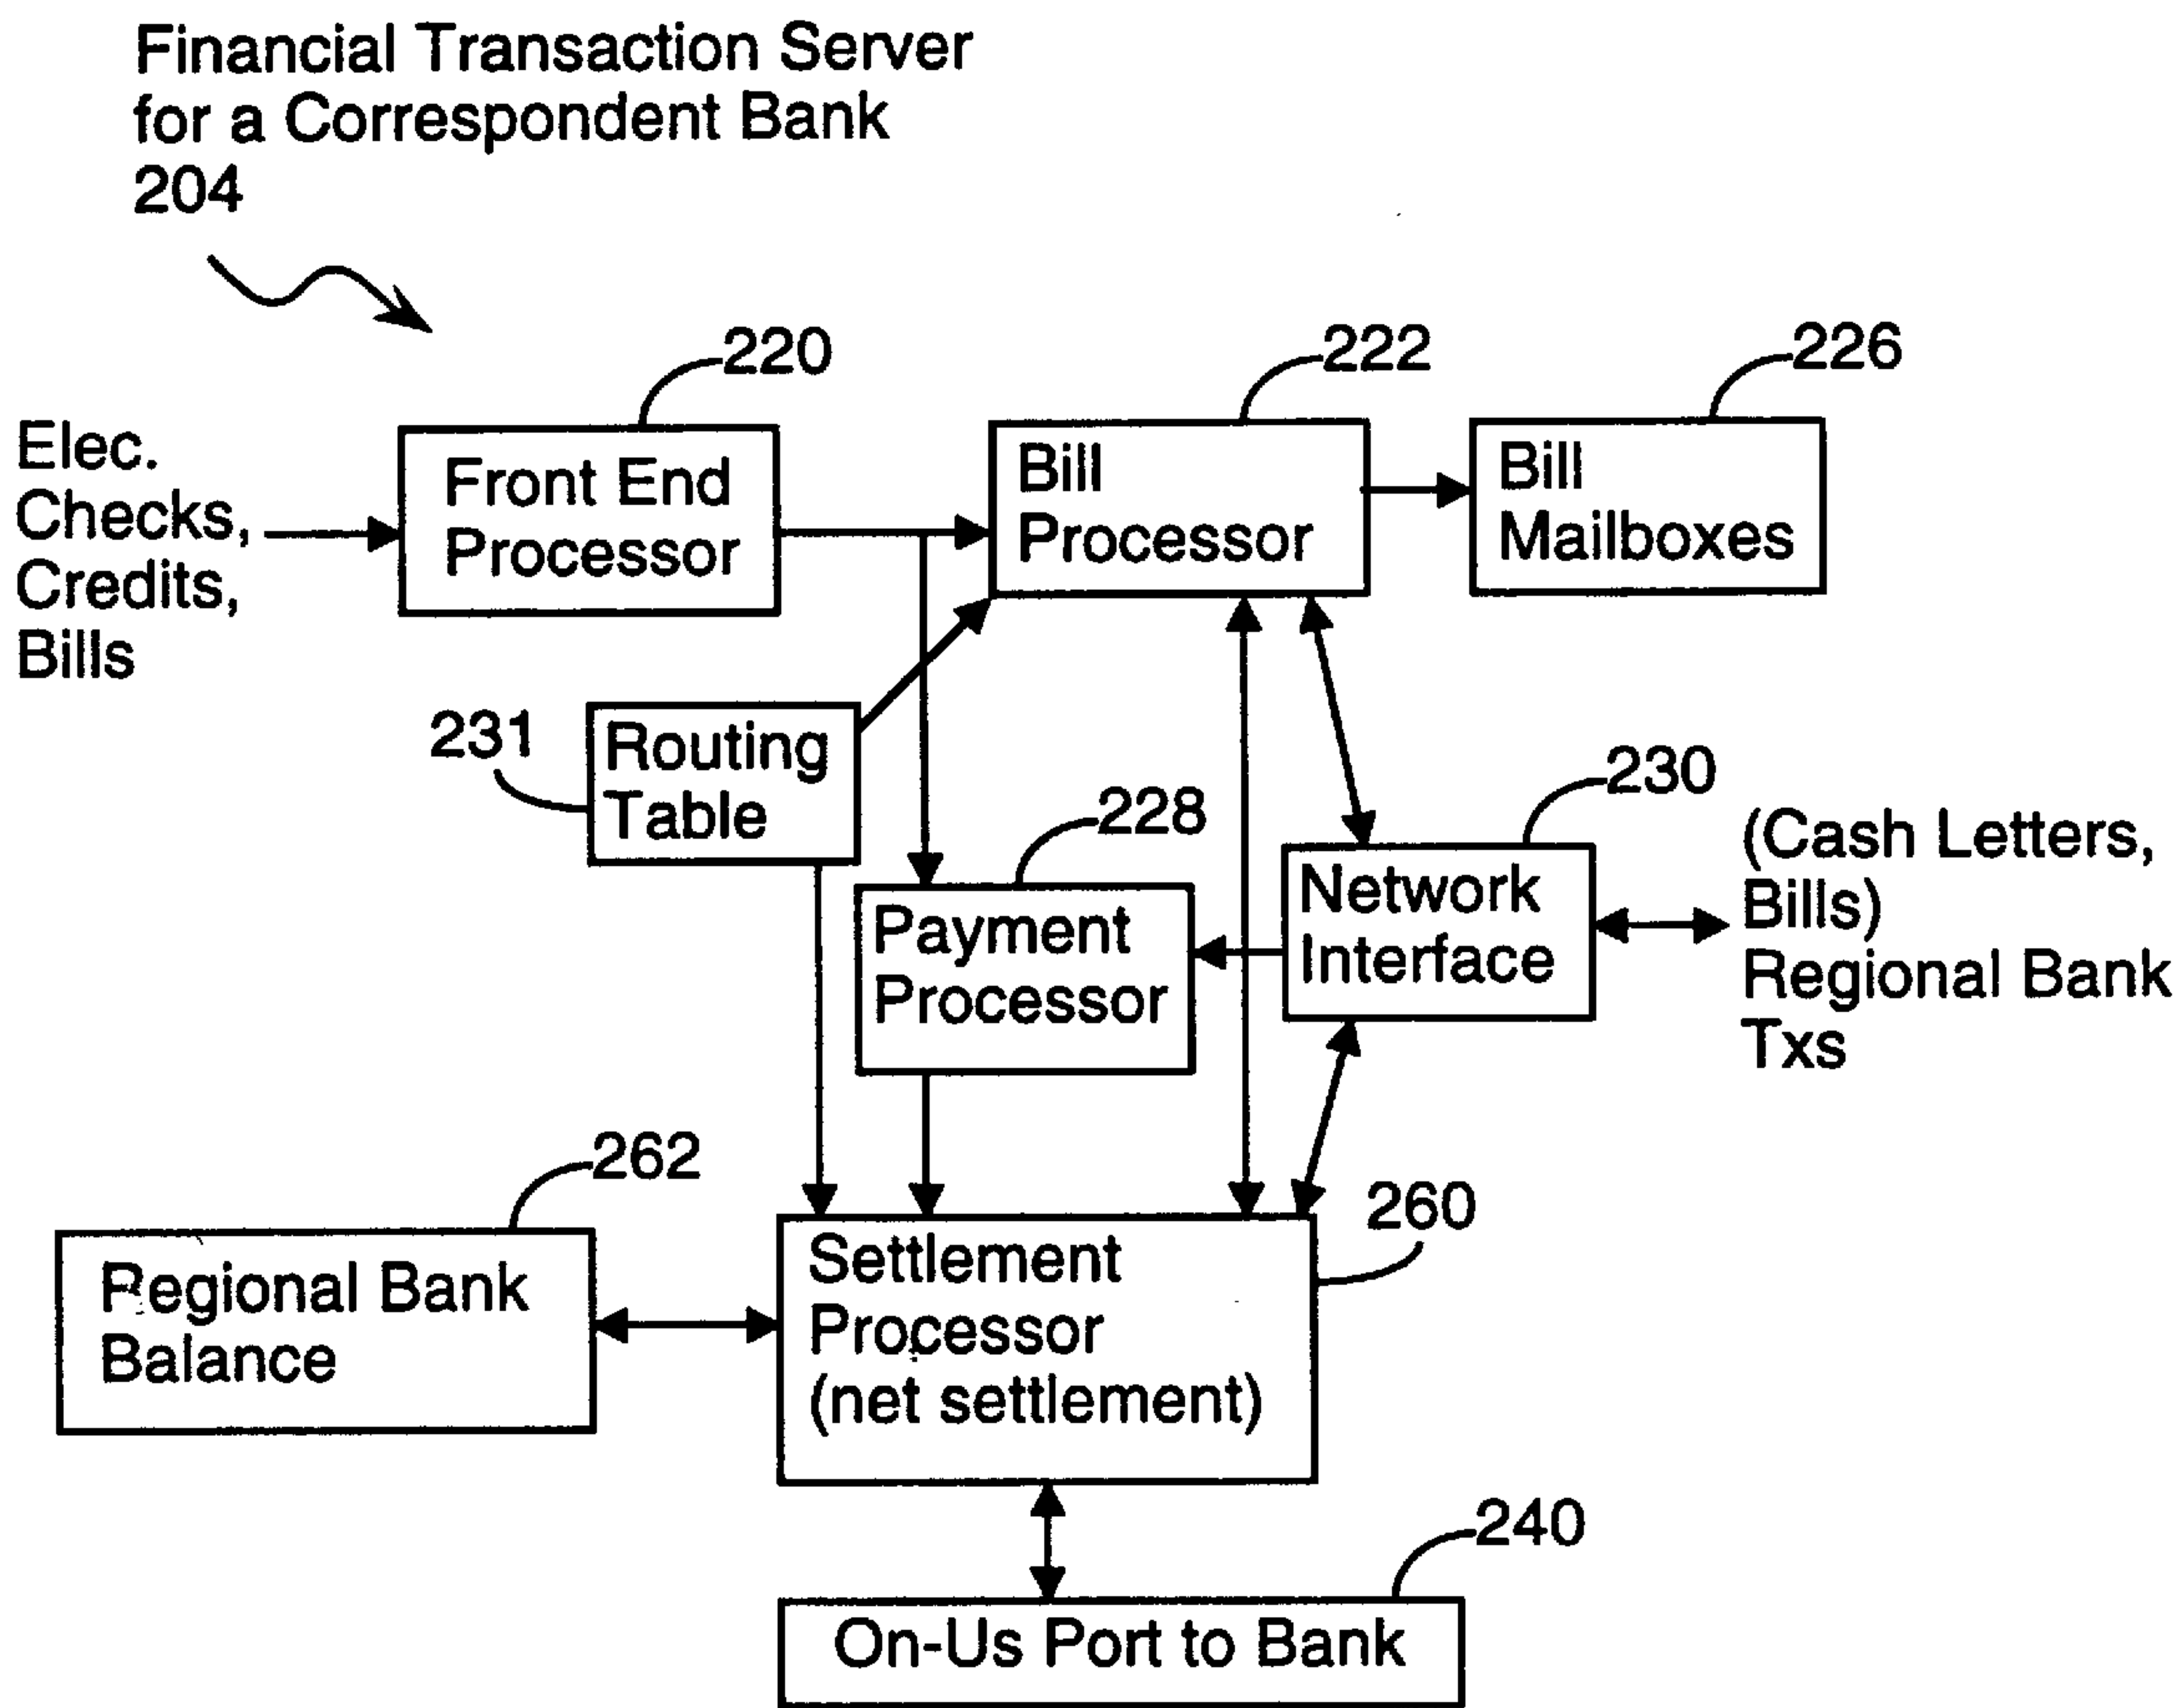 Financial Transaction Server
for a Correspondent Bank
204
220
222
226
Elec.
Checks,
Credits,
Bills
Front End
Processor
Bill
Processor
Bill
Mailboxes
231
Routing
Table
228
230
Payment
Processor
Network
Interface
(Cash Letters,
Bills)
Regional Bank
Txs
262
260
Regional Bank
Balance
Settlement
Processor
(net settlement)
240
On-Us Port to Bank